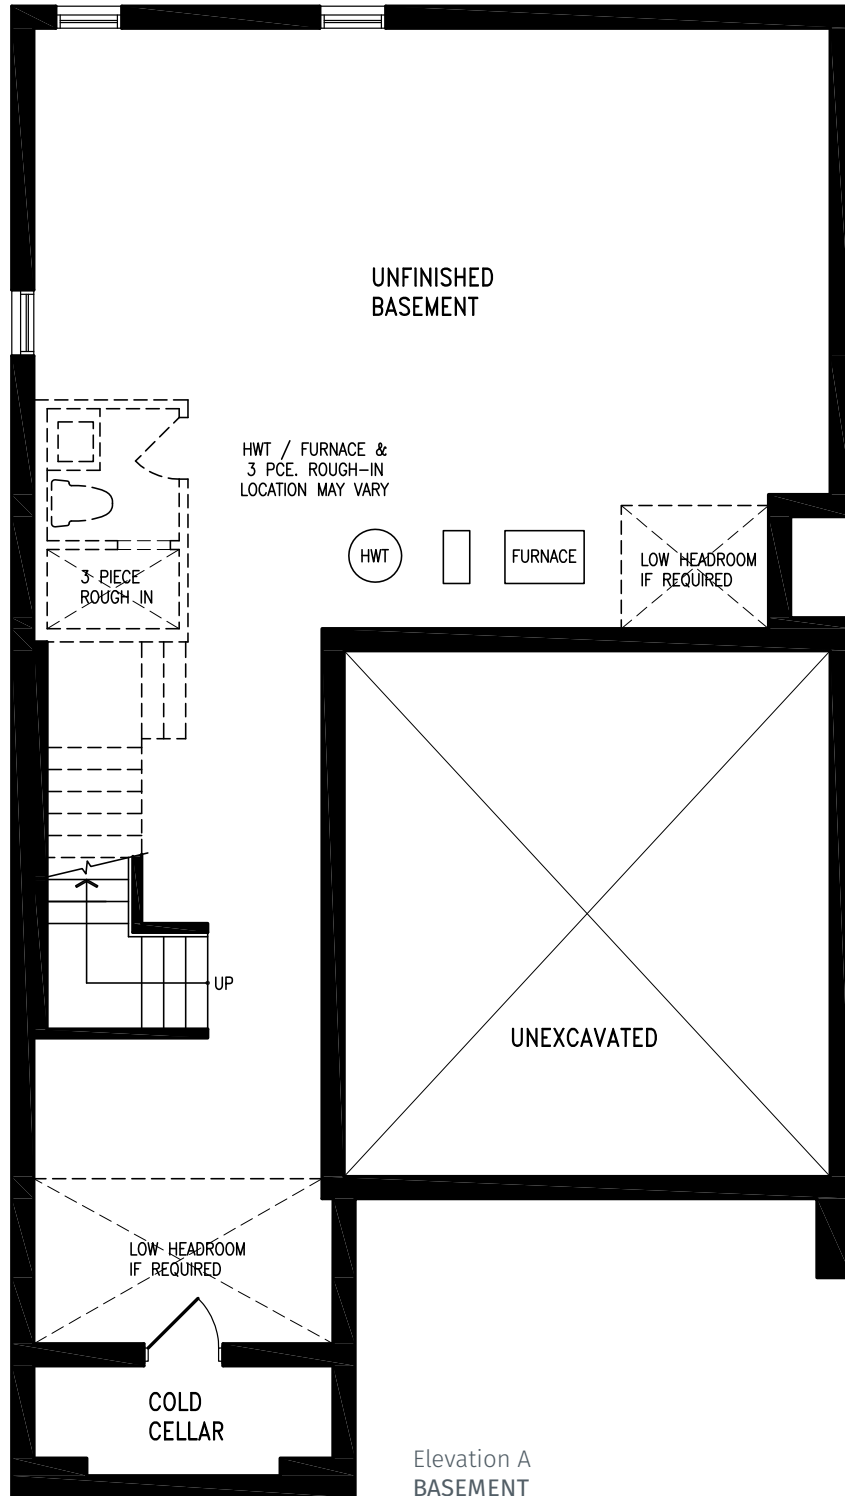 UNFINISHED
BASEMENT
HWT / FURNACE &
3 PCE. ROUGH-IN
LOCATION MAY VARY
HWT
FURNACE
LOW HEADROOM
IF REQUIRED
3 PIECE
ROUGH IN
UP
UNEXCAVATED
LOW HEADROOM
IF REQUIRED
COLD
CELLAR
Elevation A
BASEMENT